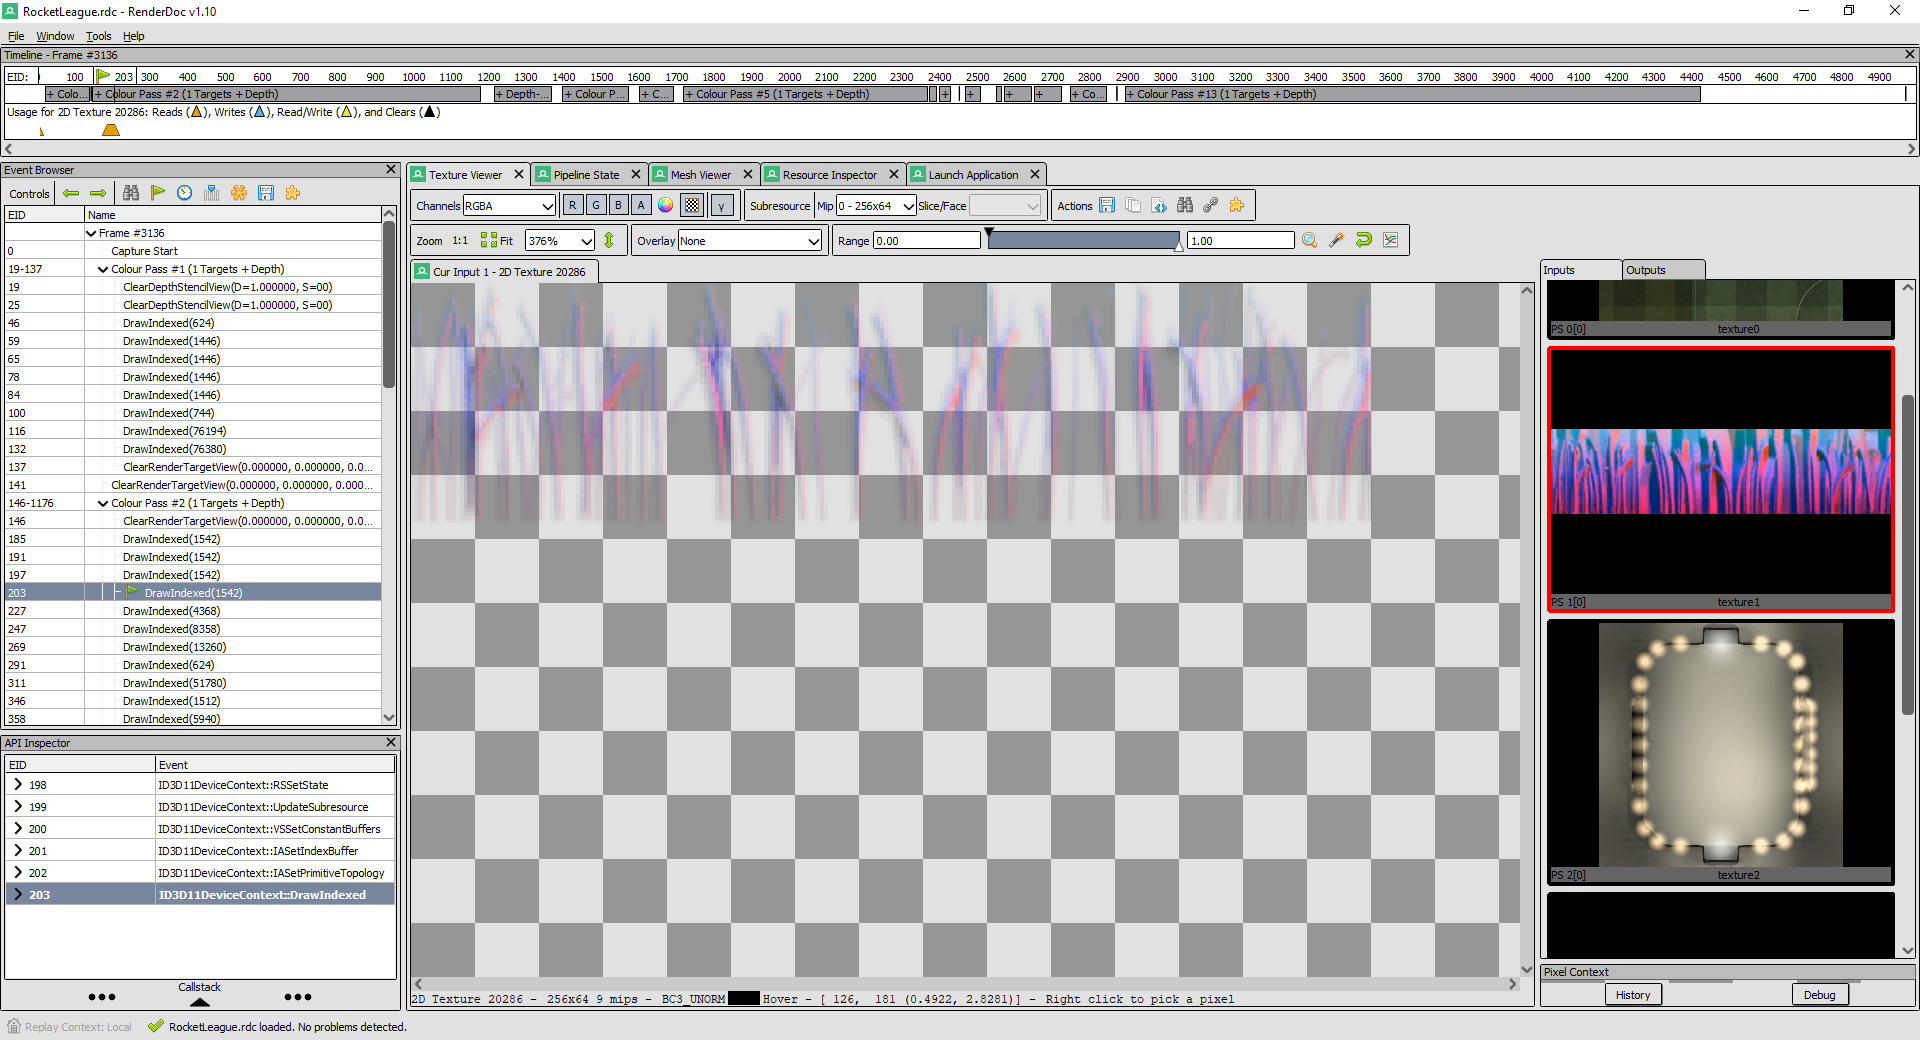 RocketLeague.rdc - RenderDoc v1.10
File Window Tools Help
Timeline - Frame #3136
EID: 100 203 300 400 500 600 700 800 900 1000 1100 1200 1300 1400 1500 1600 1700 1800 1900 2000 2100 2200 2300 2400 2500 2600 2700 2800 2900 3000 3100 3200 3300 3400 3500 3600 3700 3800 3900 4000 4100 4200 4300 4400 4500 4600 4700 4800 4900
+ Colo... + Colour Pass #2 (1 Targets + Depth) + Depth-... + Colour P... + C... + Colour Pass #5 (1 Targets + Depth) + + + + + Co... + Colour Pass #13 (1 Targets + Depth)
Usage for 2D Texture 20286: Reads ( ), Writes ( ), Read/Write ( ), and Clears ( )
Event Browser
Controls
EID Name
Frame #3136
0 Capture Start
19-137 Colour Pass #1 (1 Targets + Depth)
19 ClearDepthStencilView(D=1.000000, S=00)
25 ClearDepthStencilView(D=1.000000, S=00)
46 DrawIndexed(624)
59 DrawIndexed(1446)
65 DrawIndexed(1446)
78 DrawIndexed(1446)
84 DrawIndexed(1446)
100 DrawIndexed(744)
116 DrawIndexed(76194)
132 DrawIndexed(76380)
137 ClearRenderTargetView(0.000000, 0.000000, 0.0...
141 ClearRenderTargetView(0.000000, 0.000000, 0.000...
146-1176 Colour Pass #2 (1 Targets + Depth)
146 ClearRenderTargetView(0.000000, 0.000000, 0.0...
185 DrawIndexed(1542)
191 DrawIndexed(1542)
197 DrawIndexed(1542)
203 DrawIndexed(1542)
227 DrawIndexed(4368)
247 DrawIndexed(8358)
269 DrawIndexed(13260)
291 DrawIndexed(624)
311 DrawIndexed(51780)
346 DrawIndexed(1512)
358 DrawIndexed(5940)
API Inspector
EID Event
198 ID3D11DeviceContext::RSSetState
199 ID3D11DeviceContext::UpdateSubresource
200 ID3D11DeviceContext::VSSetConstantBuffers
201 ID3D11DeviceContext::IASetIndexBuffer
202 ID3D11DeviceContext::IASetPrimitiveTopology
203 ID3D11DeviceContext::DrawIndexed
Callstack
Texture Viewer Pipeline State Mesh Viewer Resource Inspector Launch Application
Channels RGBA R G B A γ Subresource Mip 0 - 256x64 Slice/Face Actions
Zoom 1:1 Fit 376% Overlay None Range 0.00 1.00
Cur Input 1 - 2D Texture 20286
2D Texture 20286 - 256x64 9 mips - BC3_UNORM Hover - [ 126, 181 (0.4922, 2.8281)] - Right click to pick a pixel
Inputs Outputs
PS 0[0] texture0
PS 1[0] texture1
PS 2[0] texture2
Pixel Context
History Debug
Replay Context: Local RocketLeague.rdc loaded. No problems detected.